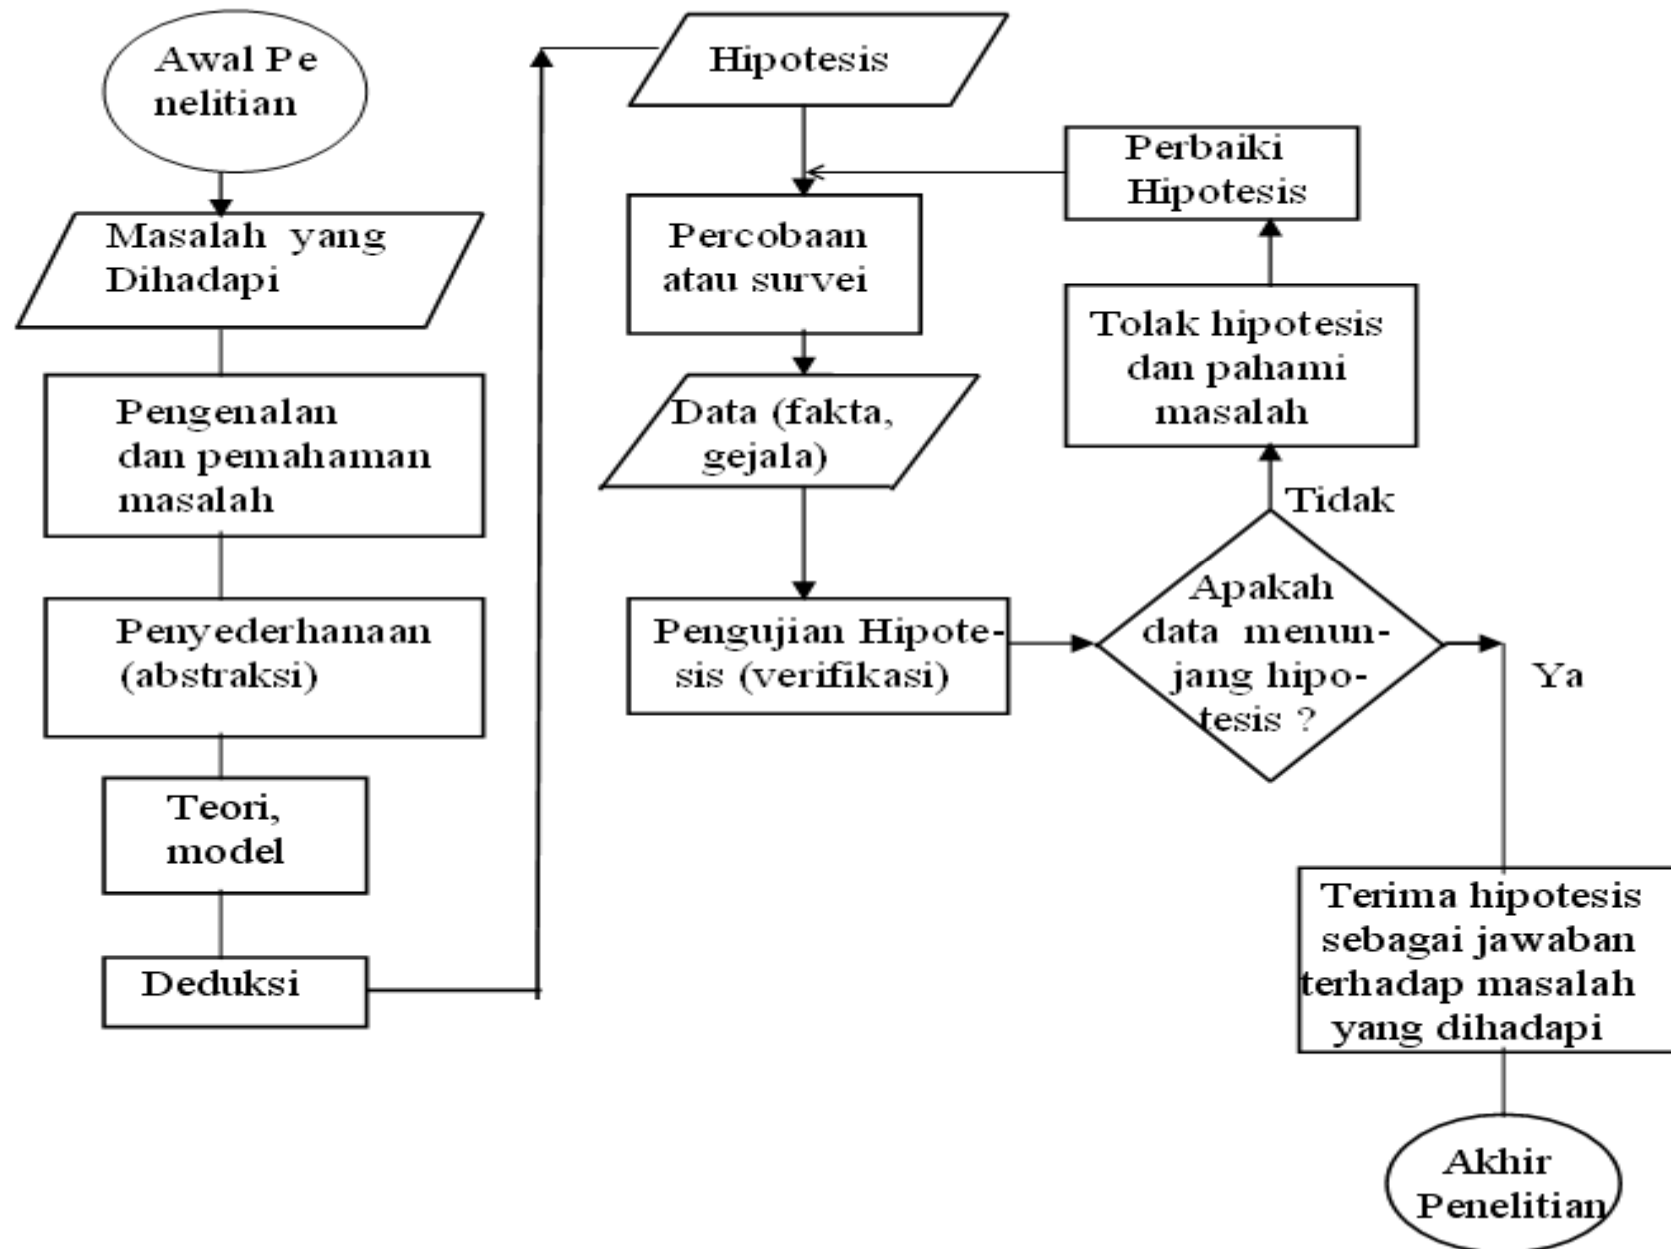 Awal Pe
nelitian
Masalah yang
Dihadapi
Pengenalan
dan pemahaman
masalah
Penyederhanaan
(abstraksi)
Teori,
model
Deduksi
Hipotesis
Percobaan
atau survei
Data (fakta,
gejala)
Pengujian Hipote-
sis (verifikasi)
Perbaiki
Hipotesis
Tolak hipotesis
dan pahami
masalah
Tidak
Apakah
data menun-
jang hipo-
tesis ?
Ya
Terima hipotesis
sebagai jawaban
terhadap masalah
yang dihadapi
Akhir
Penelitian